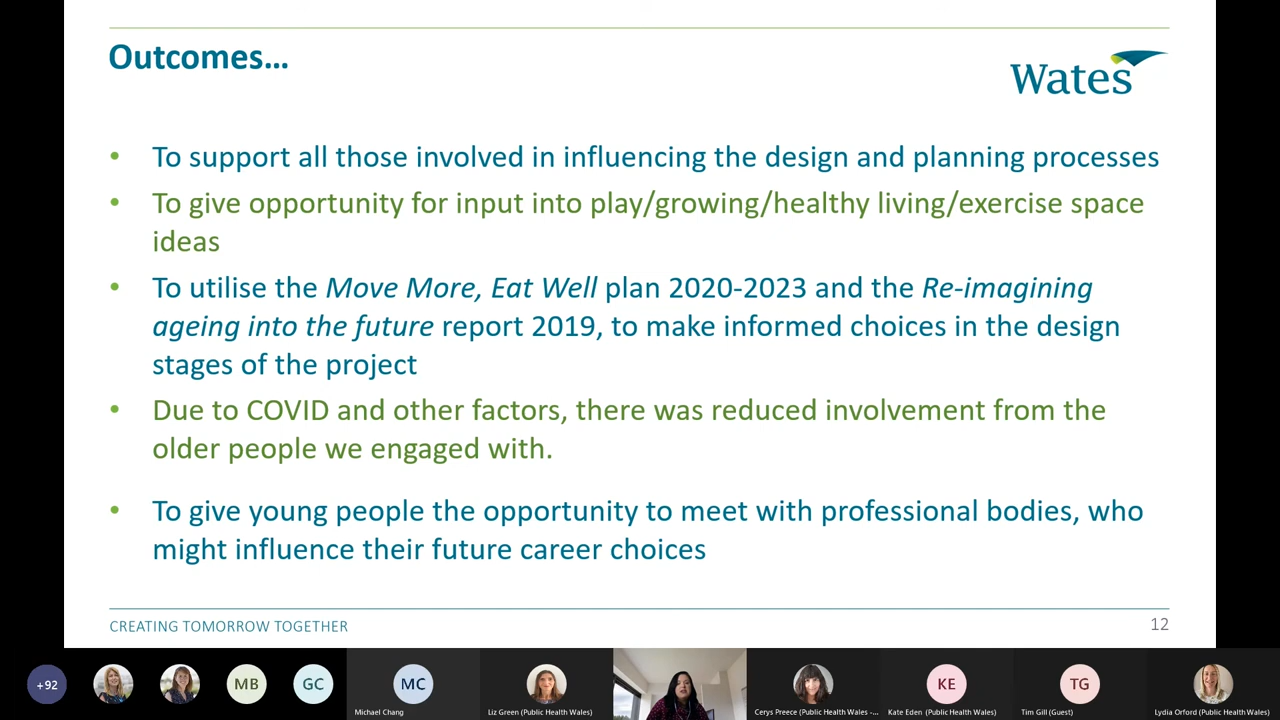 Outcomes...
Wates
• To support all those involved in influencing the design and planning processes
• To give opportunity for input into play/growing/healthy living/exercise space
ideas
• To utilise the Move More, Eat Well plan 2020-2023 and the Re-imagining
ageing into the future report 2019, to make informed choices in the design
stages of the project
• Due to COVID and other factors, there was reduced involvement from the
older people we engaged with.
• To give young people the opportunity to meet with professional bodies, who
might influence their future career choices
CREATING TOMORROW TOGETHER
12
+92
MB
GC
MC
KE
TG
Michael Chang
Liz Green (Public Health Wales)
Cerys Preece (Public Health Wales -...
Kate Eden (Public Health Wales)
Tim Gill (Guest)
Lydia Orford (Public Health Wales)